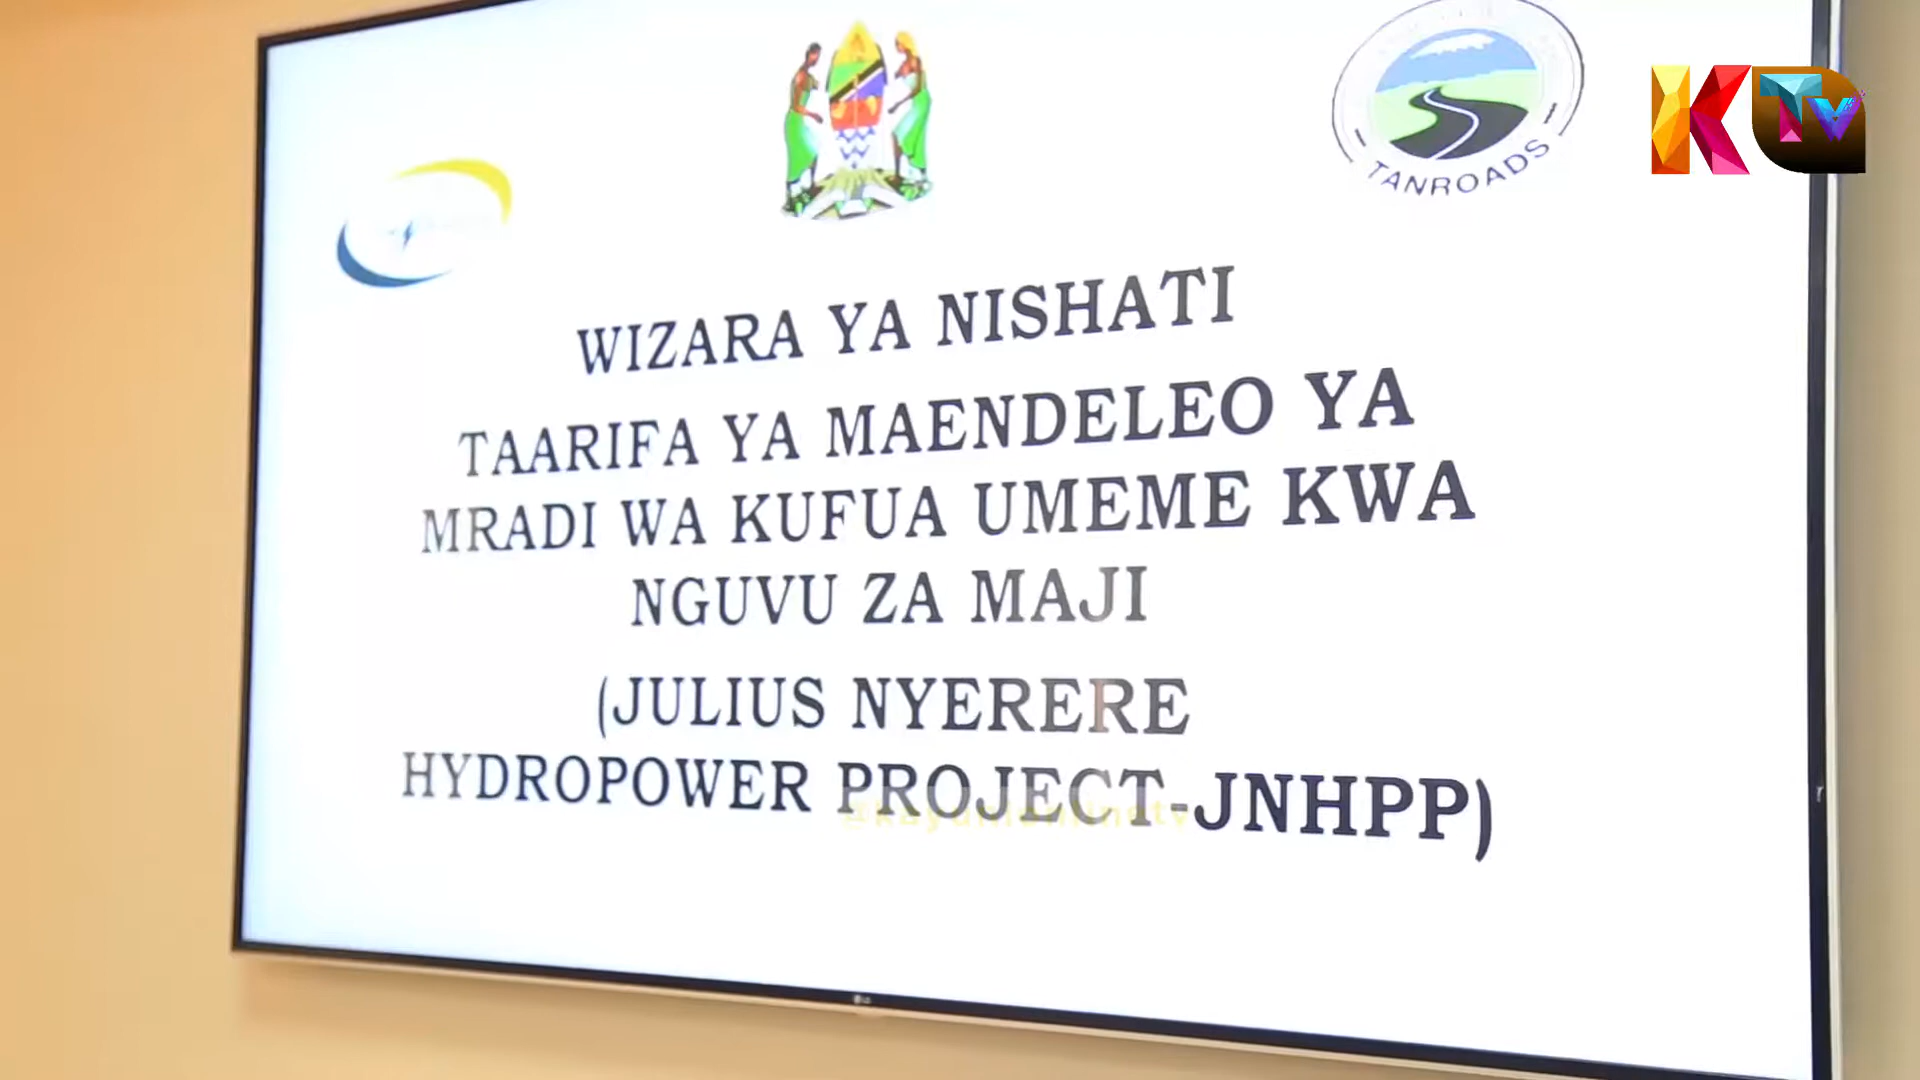 TANROADS
KTv
WIZARA YA NISHATI
TAARIFA YA MAENDELEO YA
MRADI WA KUFUA UMEME KWA
NGUVU ZA MAJI
(JULIUS NYERERE
HYDROPOWER PROJECT-JNHPP)
LG